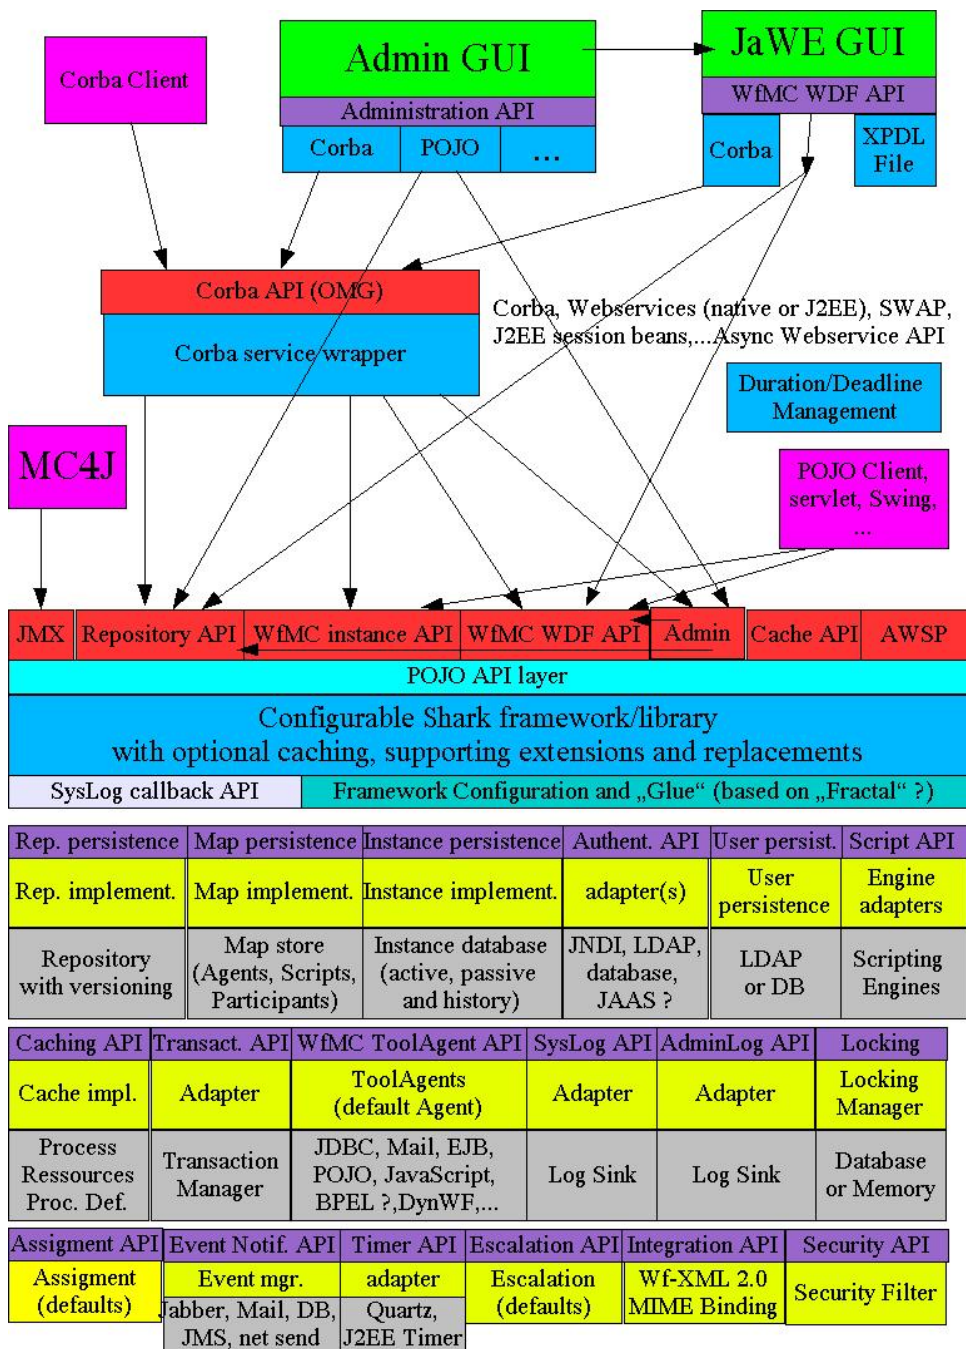 Corba Client
Admin GUI
JaWE GUI
Administration API
WfMC WDF API
Corba
POJO
...
Corba
XPDL
File
Corba API (OMG)
Corba service wrapper
Corba, Webservices (native or J2EE), SWAP,
J2EE session beans,...Async Webservice API
Duration/Deadline
Management
MC4J
POJO Client,
servlet, Swing,
...
JMX
Repository API
WfMC instance API
WfMC WDF API
Admin
Cache API
AWSP
POJO API layer
Configurable Shark framework/library
with optional caching, supporting extensions and replacements
SysLog callback API
Framework Configuration and „Glue“ (based on „Fractal“ ?)
Rep. persistence
Map persistence
Instance persistence
Authent. API
User persist.
Script API
Rep. implement.
Map implement.
Instance implement.
adapter(s)
User
persistence
Engine
adapters
Repository
with versioning
Map store
(Agents, Scripts,
Participants)
Instance database
(active, passive
and history)
JNDI, LDAP,
database,
JAAS ?
LDAP
or DB
Scripting
Engines
Caching API
Transact. API
WfMC ToolAgent API
SysLog API
AdminLog API
Locking
Cache impl.
Adapter
ToolAgents
(default Agent)
Adapter
Adapter
Locking
Manager
Process
Ressources
Proc. Def.
Transaction
Manager
JDBC, Mail, EJB,
POJO, JavaScript,
BPEL ?,DynWF,...
Log Sink
Log Sink
Database
or Memory
Assigment API
Event Notif. API
Timer API
Escalation API
Integration API
Security API
Assigment
(defaults)
Event mgr.
adapter
Escalation
(defaults)
Wf-XML 2.0
MIME Binding
Security Filter
Jabber, Mail, DB,
JMS, net send
Quartz,
J2EE Timer